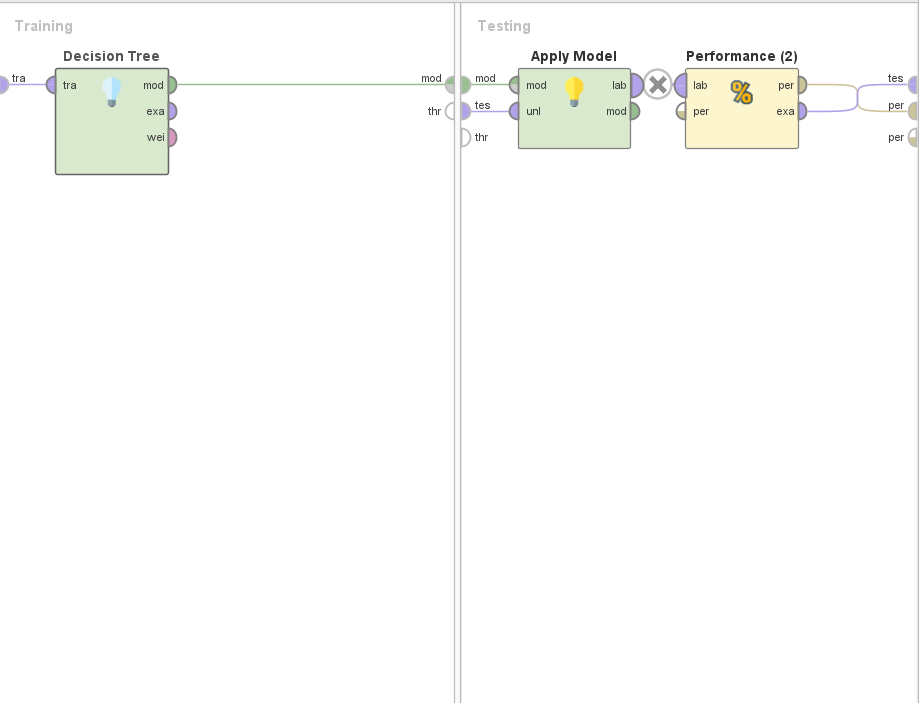 Training
Testing
Decision Tree
tra
tra
mod
exa
wei
mod
thr
Apply Model
mod
tes
thr
mod
unl
lab
mod
Performance (2)
lab
per
%
per
exa
tes
per
per